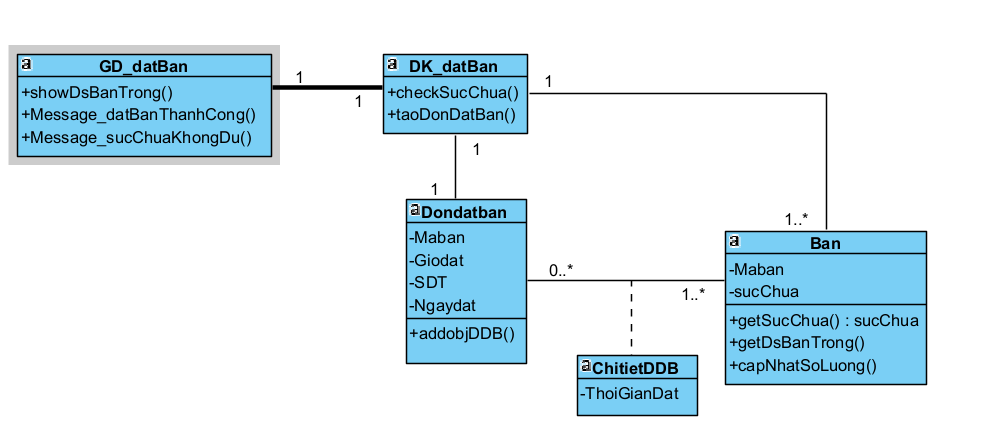 a
GD_datBan
+showDsBanTrong()
+Message_datBanThanhCong()
+Message_sucChuaKhongDu()
1
1
a
DK_datBan
+checkSucChua()
+taoDonDatBan()
1
1..*
1
1
a
Dondatban
-Maban
-Giodat
-SDT
-Ngaydat
+addobjDDB()
0..*
1..*
a
Ban
-Maban
-sucChua
+getSucChua() : sucChua
+getDsBanTrong()
+capNhatSoLuong()
a
ChitietDDB
-ThoiGianDat